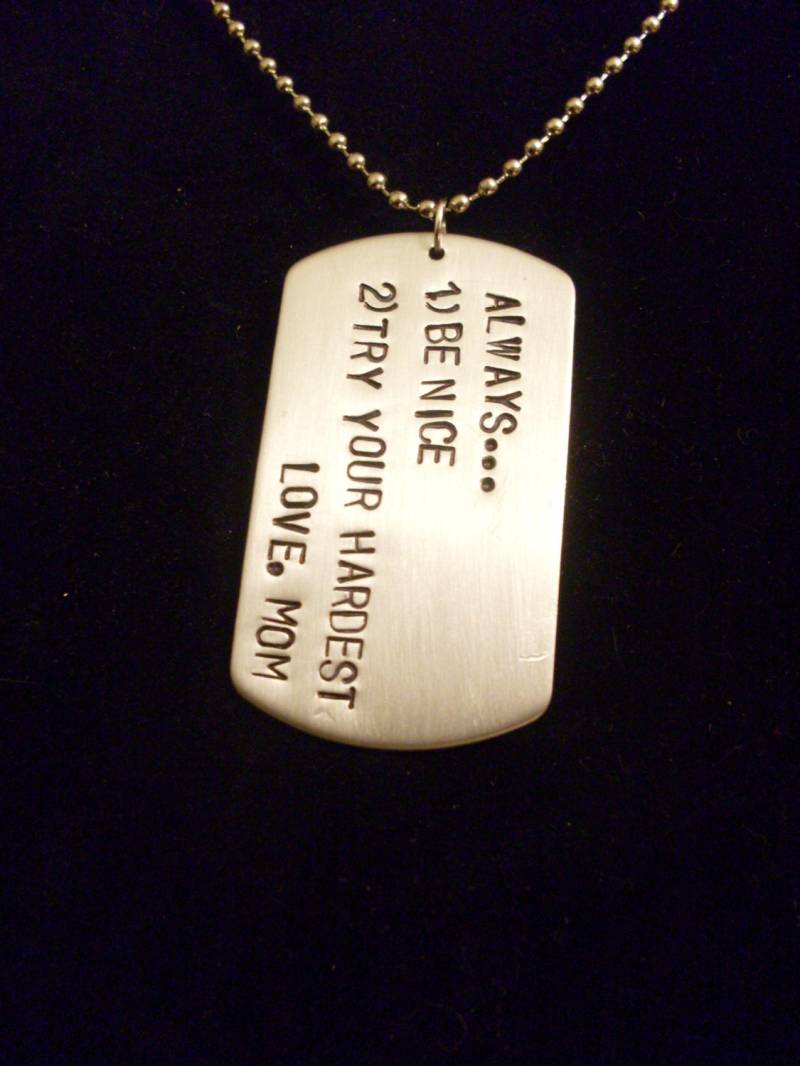 ALWAYS...
1) BE NICE
2) TRY YOUR HARDEST
LOVE. MOM